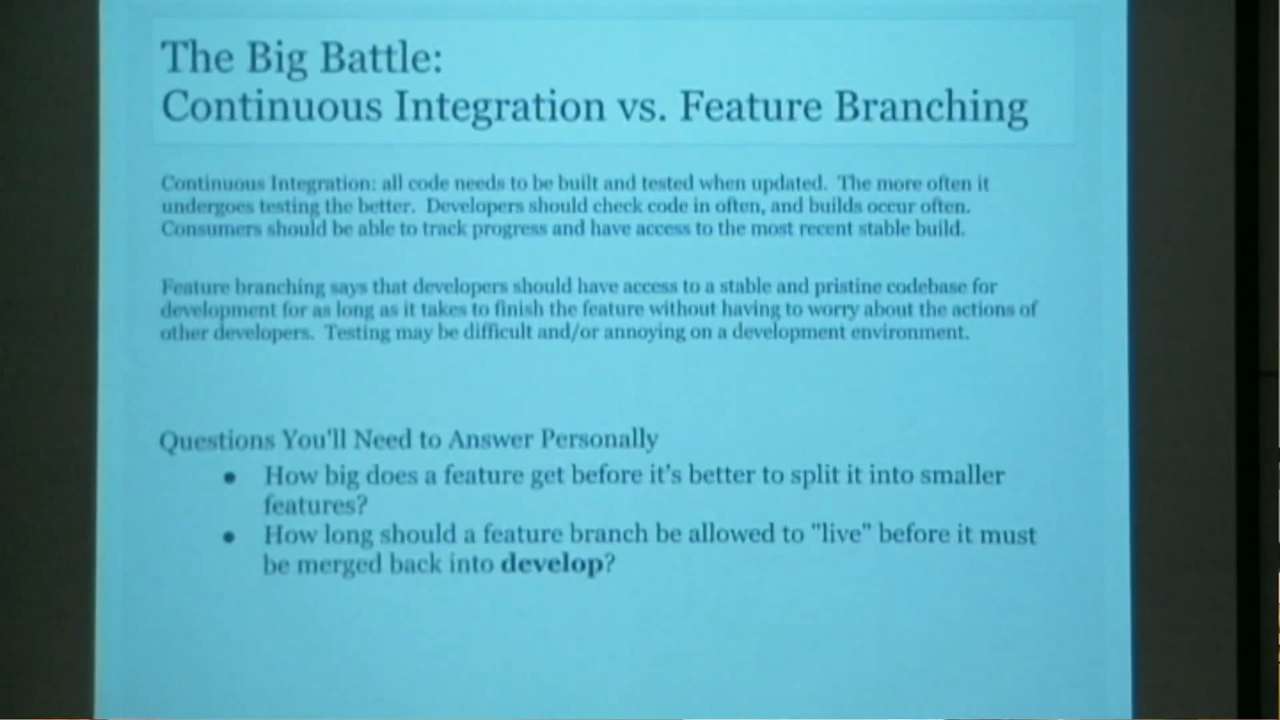 The Big Battle:
Continuous Integration vs. Feature Branching
Continuous Integration: all code needs to be built and tested when updated.  The more often it
undergoes testing the better.  Developers should check code in often, and builds occur often.
Consumers should be able to track progress and have access to the most recent stable build.
Feature branching says that developers should have access to a stable and pristine codebase for
development for as long as it takes to finish the feature without having to worry about the actions of
other developers.  Testing may be difficult and/or annoying on a development environment.
Questions You'll Need to Answer Personally
● How big does a feature get before it's better to split it into smaller
features?
● How long should a feature branch be allowed to "live" before it must
be merged back into develop?